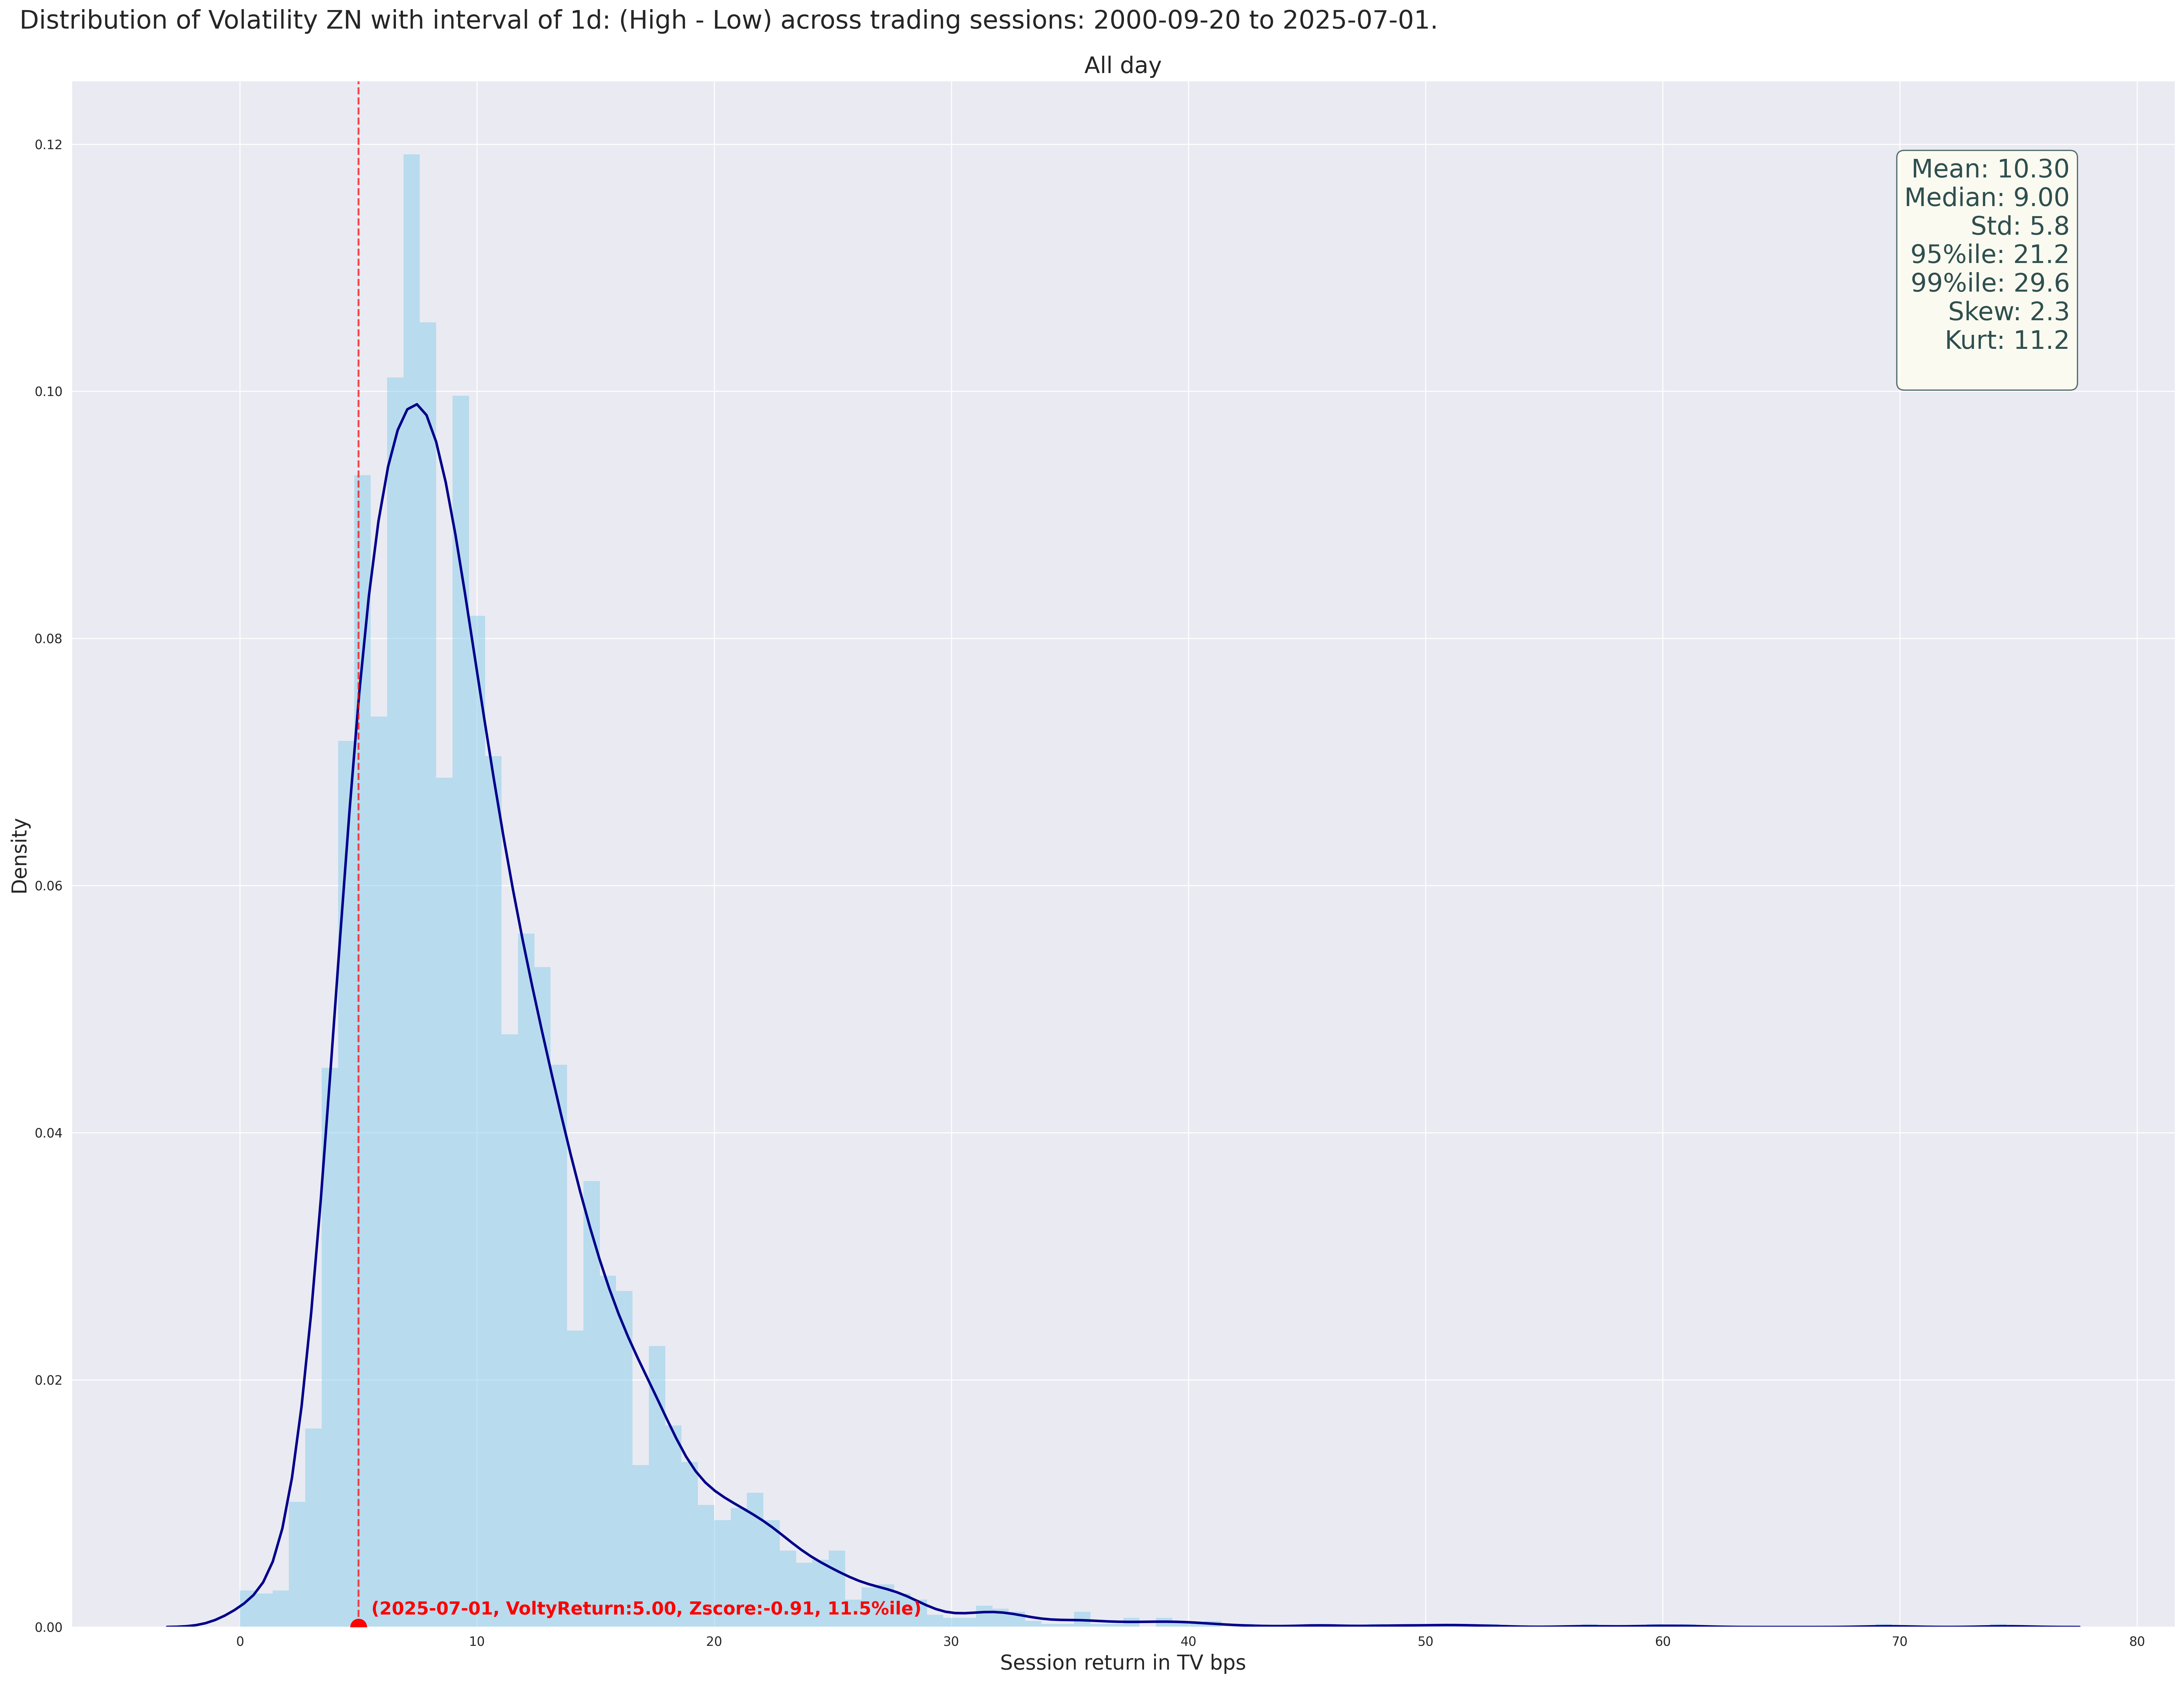 Distribution of Volatility ZN with interval of 1d: (High - Low) across trading sessions: 2000-09-20 to 2025-07-01.
All day
0.12
0.10
0.08
0.06
0.04
0.02
0.00
Density
Mean: 10.30
Median: 9.00
Std: 5.8
95%ile: 21.2
99%ile: 29.6
Skew: 2.3
Kurt: 11.2
(2025-07-01, VoltyReturn:5.00, Zscore:-0.91, 11.5%ile)
0 10 20 30 40 50 60 70 80
Session return in TV bps